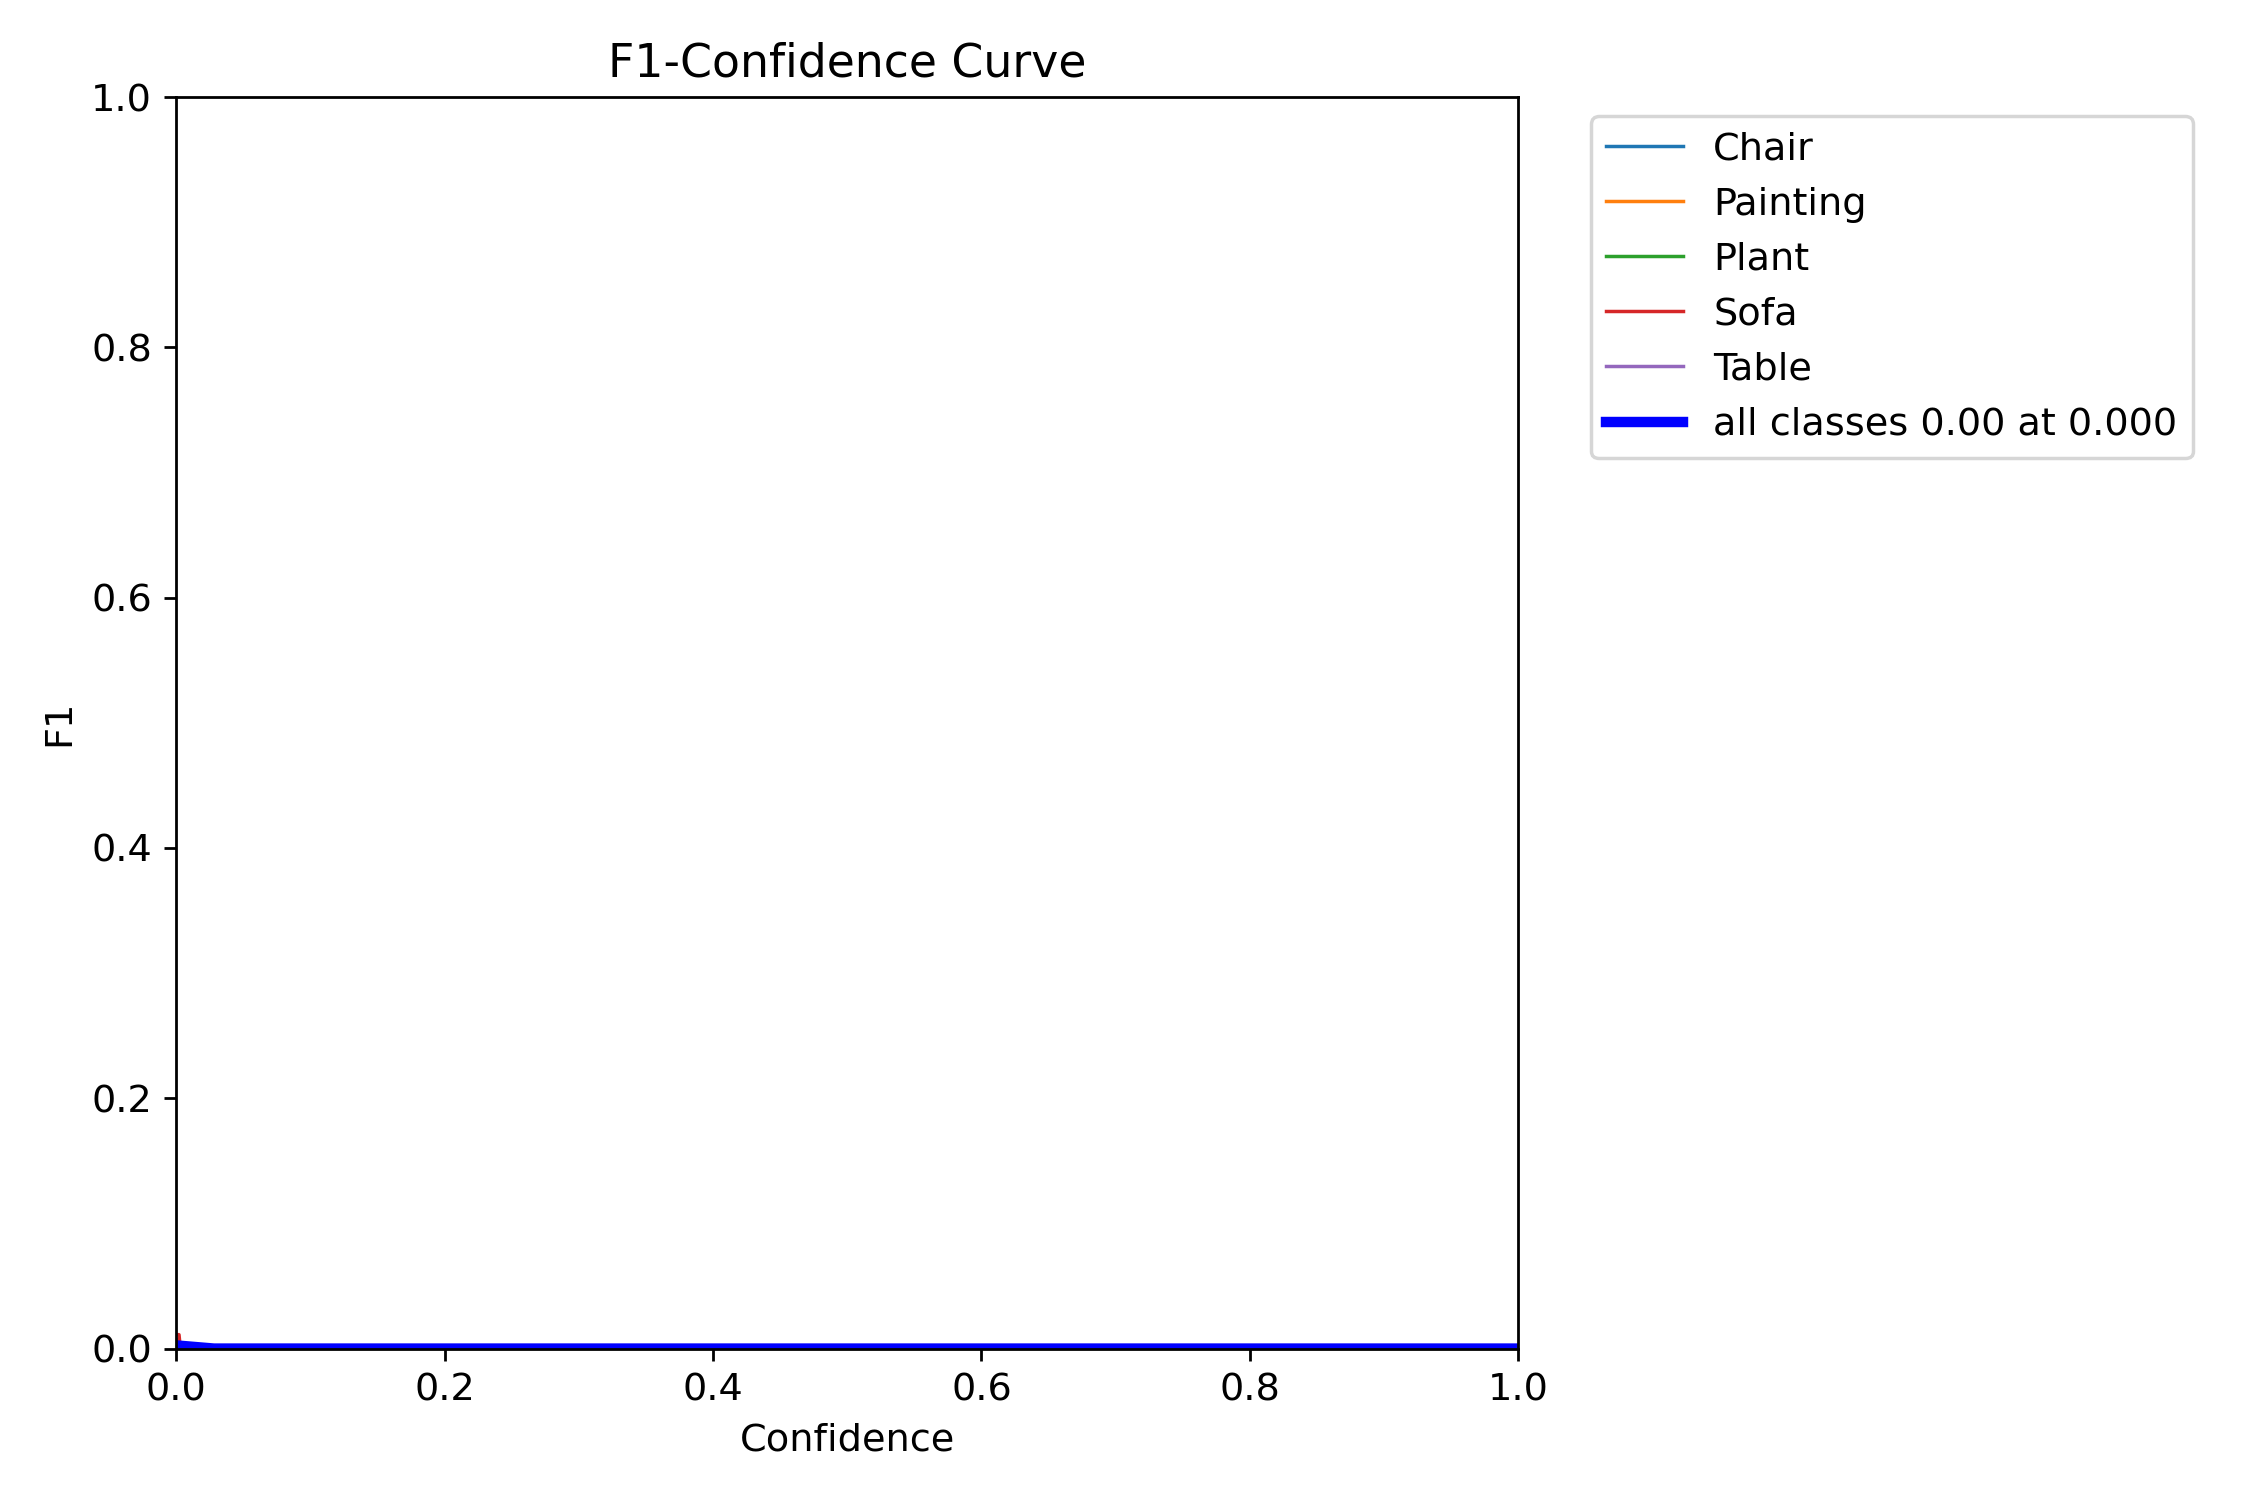 F1-Confidence Curve
1.0
0.8
0.6
0.4
0.2
0.0
F1
0.0 0.2 0.4 0.6 0.8 1.0
Confidence
Chair
Painting
Plant
Sofa
Table
all classes 0.00 at 0.000